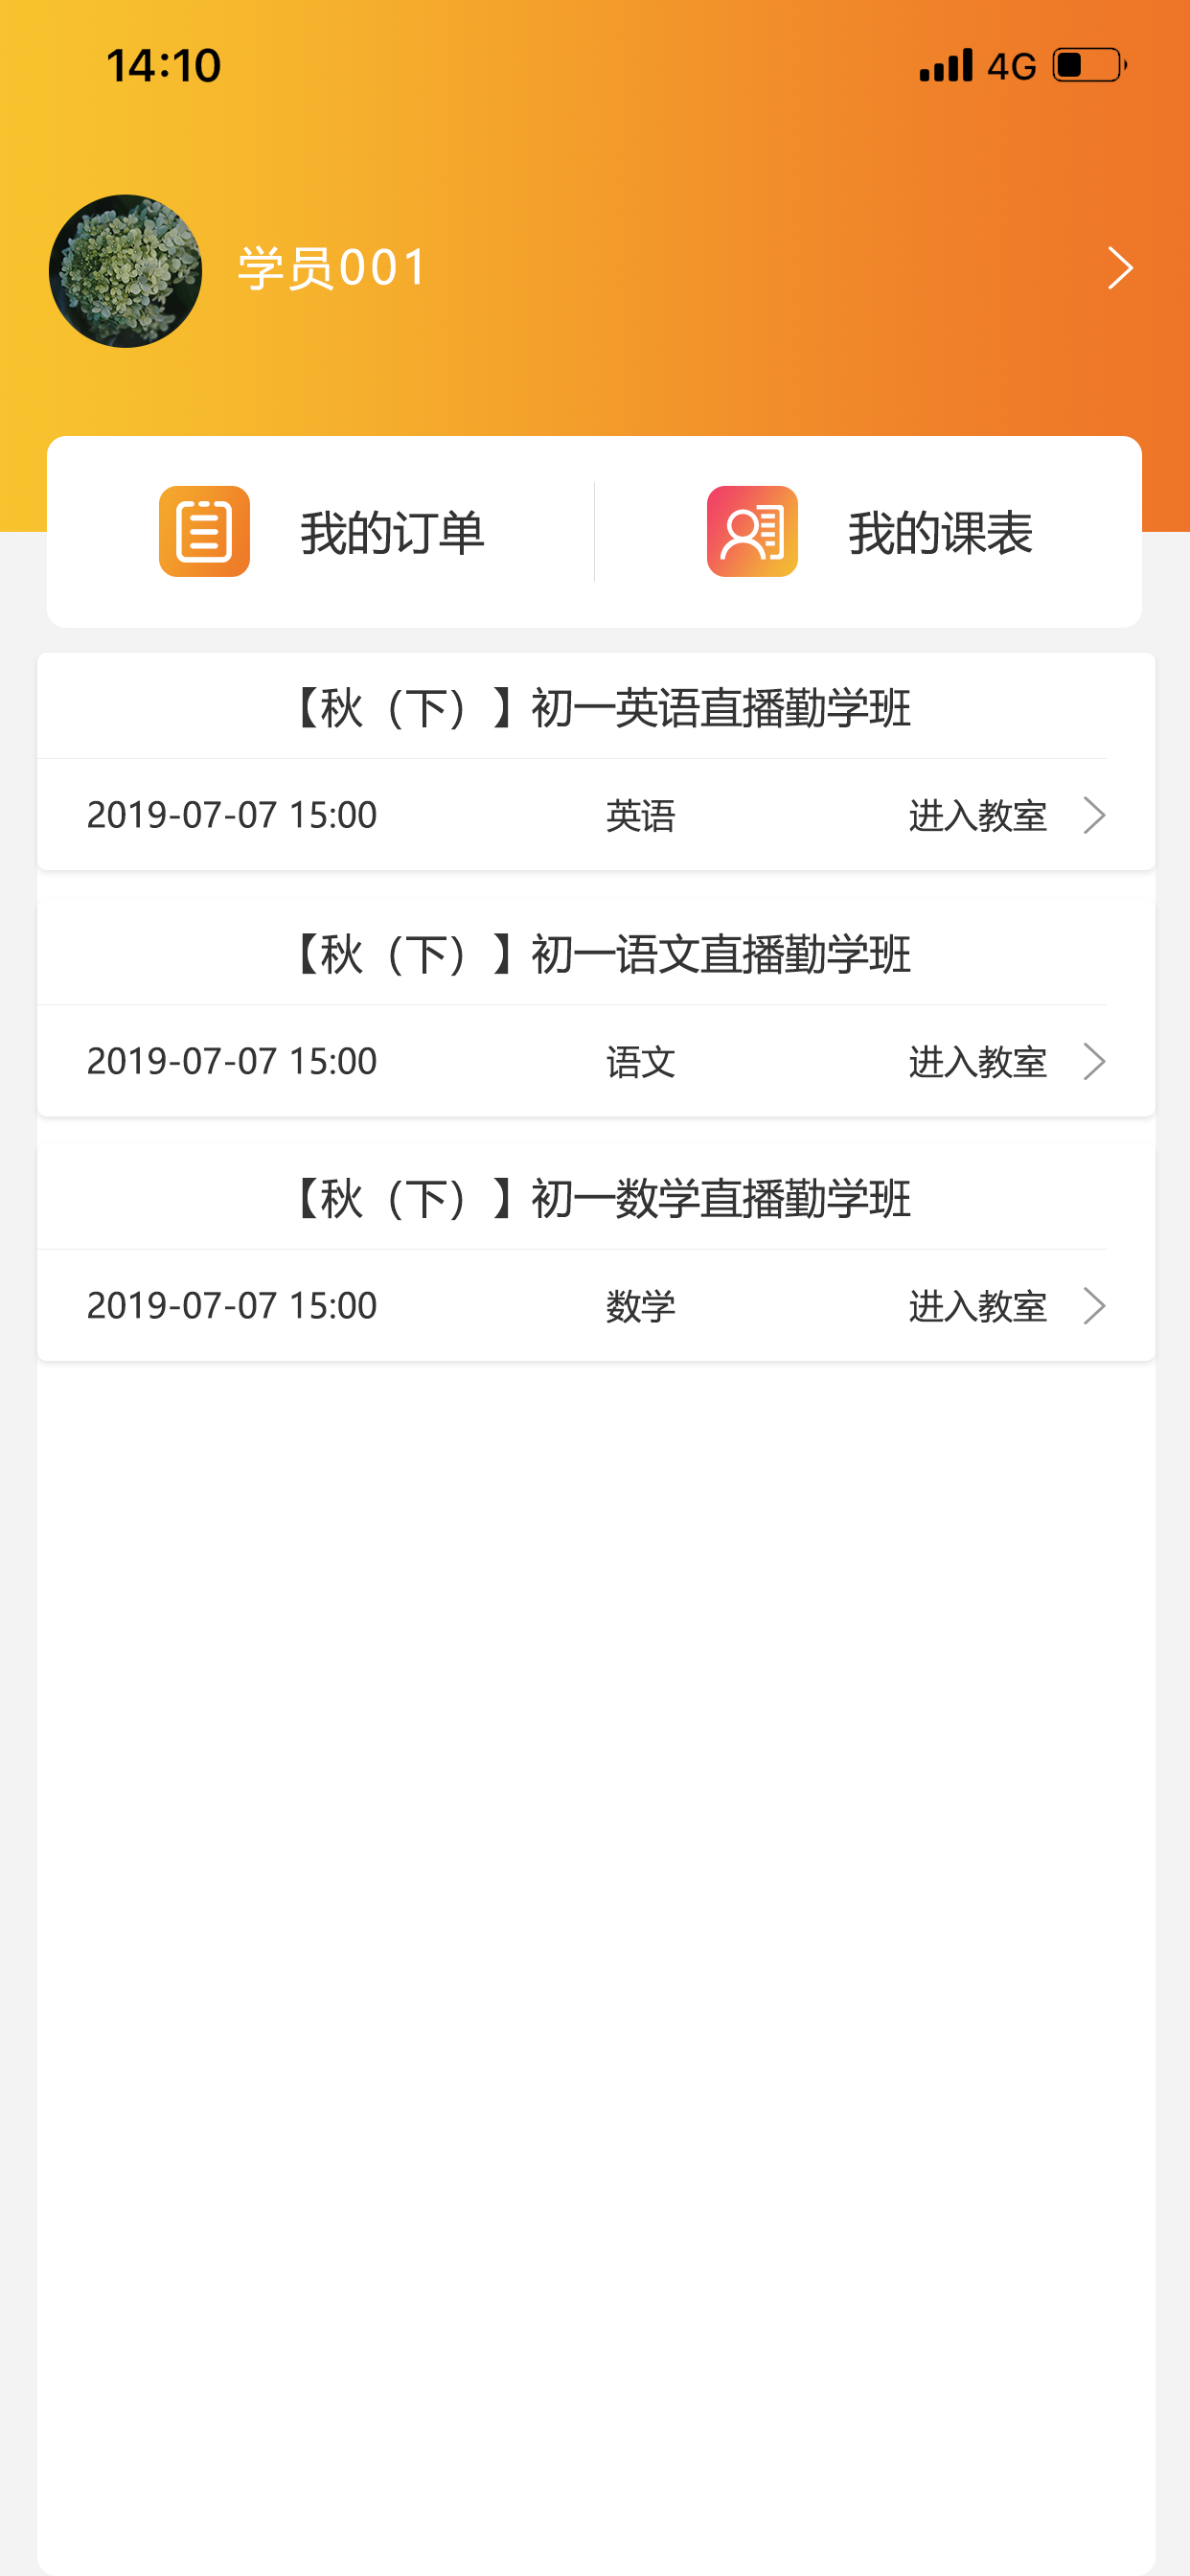 14:10 4G
学员001
我的订单 我的课表
【秋（下）】初一英语直播勤学班
2019-07-07 15:00 英语 进入教室
【秋（下）】初一语文直播勤学班
2019-07-07 15:00 语文 进入教室
【秋（下）】初一数学直播勤学班
2019-07-07 15:00 数学 进入教室